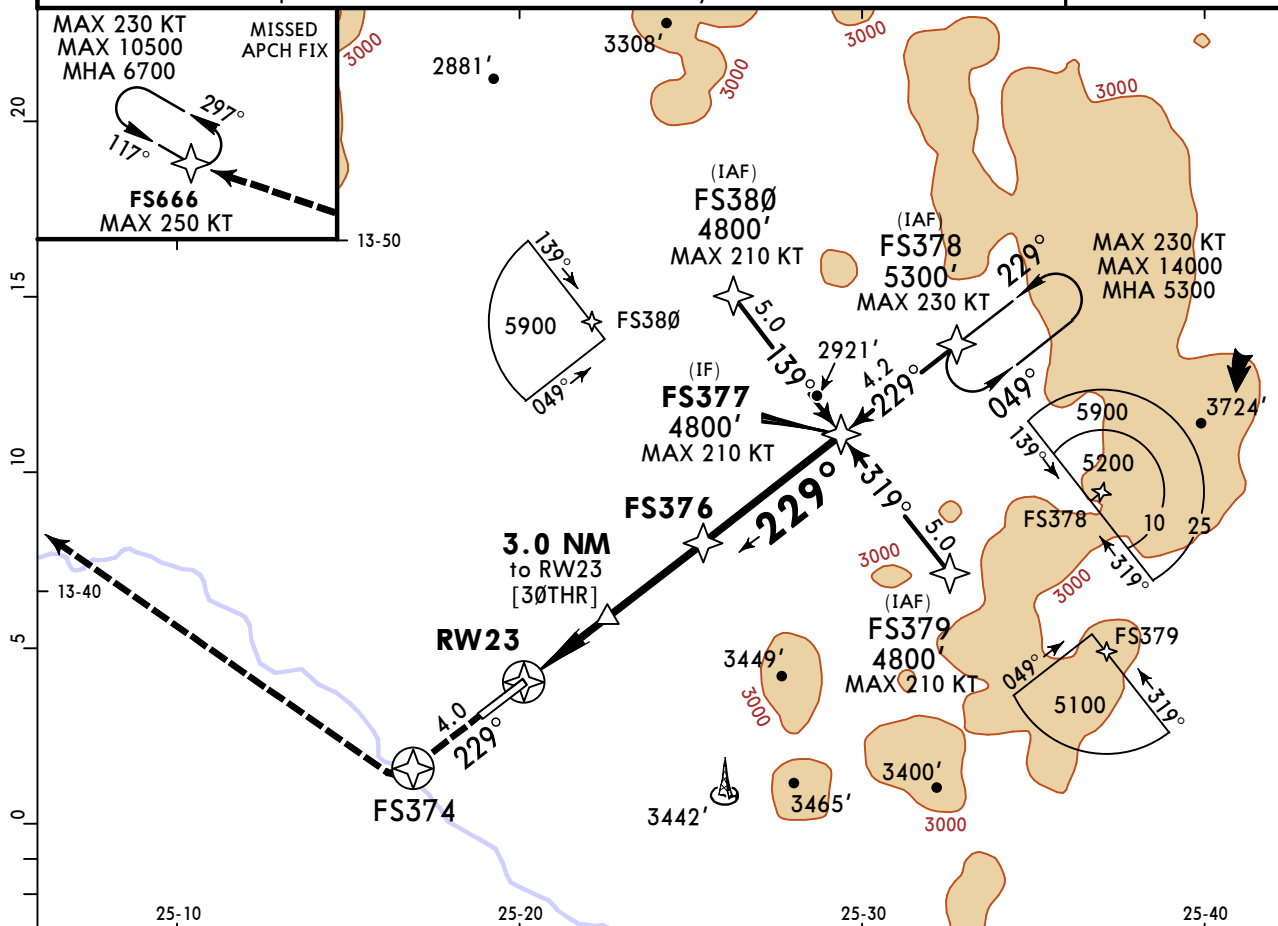 MAX 230 KT
MAX 10500
MHA 6700
MISSED
APCH FIX
297°
117°
FS666
MAX 250 KT
3000
3308'
2881'
3000
3000
3000
20
15
10
5
0
13-50
13-40
(IAF)
FS38Ø
4800'
MAX 210 KT
(IAF)
FS378
5300'
MAX 230 KT
229°
MAX 230 KT
MAX 14000
MHA 5300
049°
139°
5900
FS38Ø
049°
5.0
139°
2921'
4.2
229°
(IF)
FS377
4800'
MAX 210 KT
3724'
5900
5200
139°
FS378
10
25
319°
229°
319°
5.0
FS376
3.0 NM
to RW23
[3ØTHR]
RW23
4.0
229°
FS374
3000
3000
(IAF)
FS379
4800'
MAX 210 KT
FS379
049°
319°
5100
3449'
3000
3442'
3465'
3400'
3000
25-10
25-20
25-30
25-40